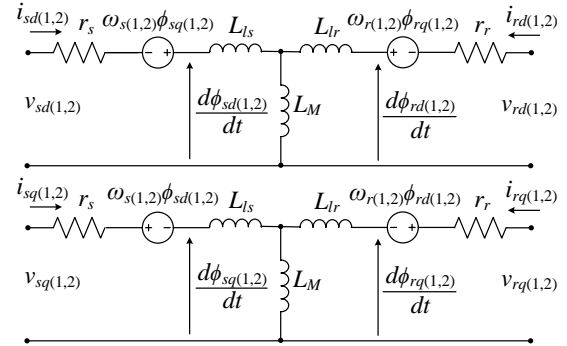 i_{sd(1,2)} r_s ω_{s(1,2)}ϕ_{sq(1,2)} L_{ls} L_{lr} ω_{r(1,2)}ϕ_{rq(1,2)} r_r i_{rd(1,2)}
- + + -
v_{sd(1,2)} dϕ_{sd(1,2)}/dt L_M dϕ_{rd(1,2)}/dt v_{rd(1,2)}
i_{sq(1,2)} r_s ω_{s(1,2)}ϕ_{sd(1,2)} L_{ls} L_{lr} ω_{r(1,2)}ϕ_{rd(1,2)} r_r i_{rq(1,2)}
+ - - +
v_{sq(1,2)} dϕ_{sq(1,2)}/dt L_M dϕ_{rq(1,2)}/dt v_{rq(1,2)}